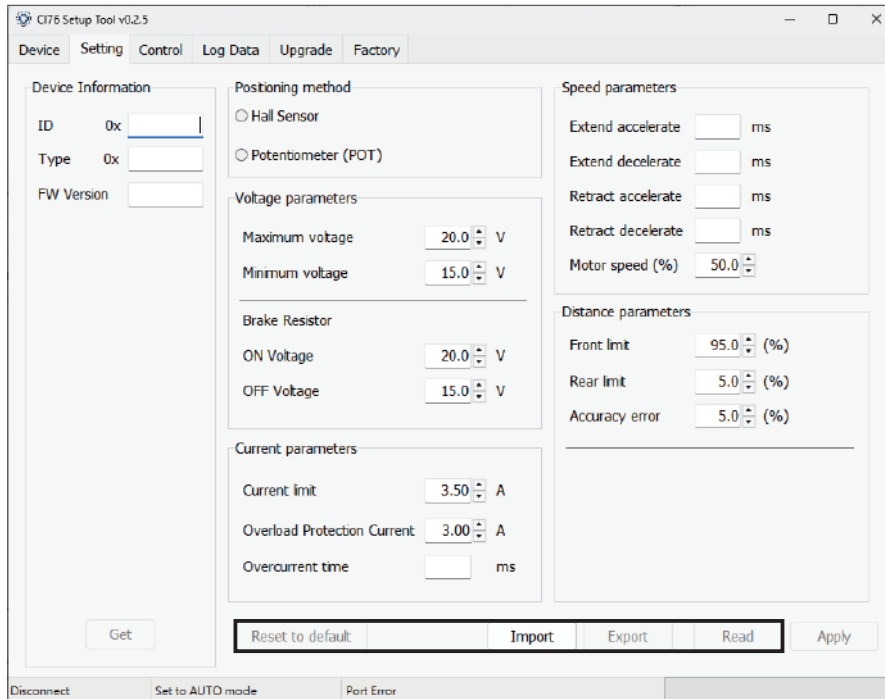 CI76 Setup Tool v0.2.5
Device Setting Control Log Data Upgrade Factory
Device Information
ID 0x
Type 0x
FW Version
Get
Positioning method
Hall Sensor
Potentiometer (POT)
Voltage parameters
Maximum voltage 20.0 V
Minimum voltage 15.0 V
Brake Resistor
ON Voltage 20.0 V
OFF Voltage 15.0 V
Current parameters
Current limit 3.50 A
Overload Protection Current 3.00 A
Overcurrent time ms
Speed parameters
Extend accelerate ms
Extend decelerate ms
Retract accelerate ms
Retract decelerate ms
Motor speed (%) 50.0
Distance parameters
Front limit 95.0 (%)
Rear limit 5.0 (%)
Accuracy error 5.0 (%)
Reset to default Import Export Read Apply
Disconnect Set to AUTO mode Port Error